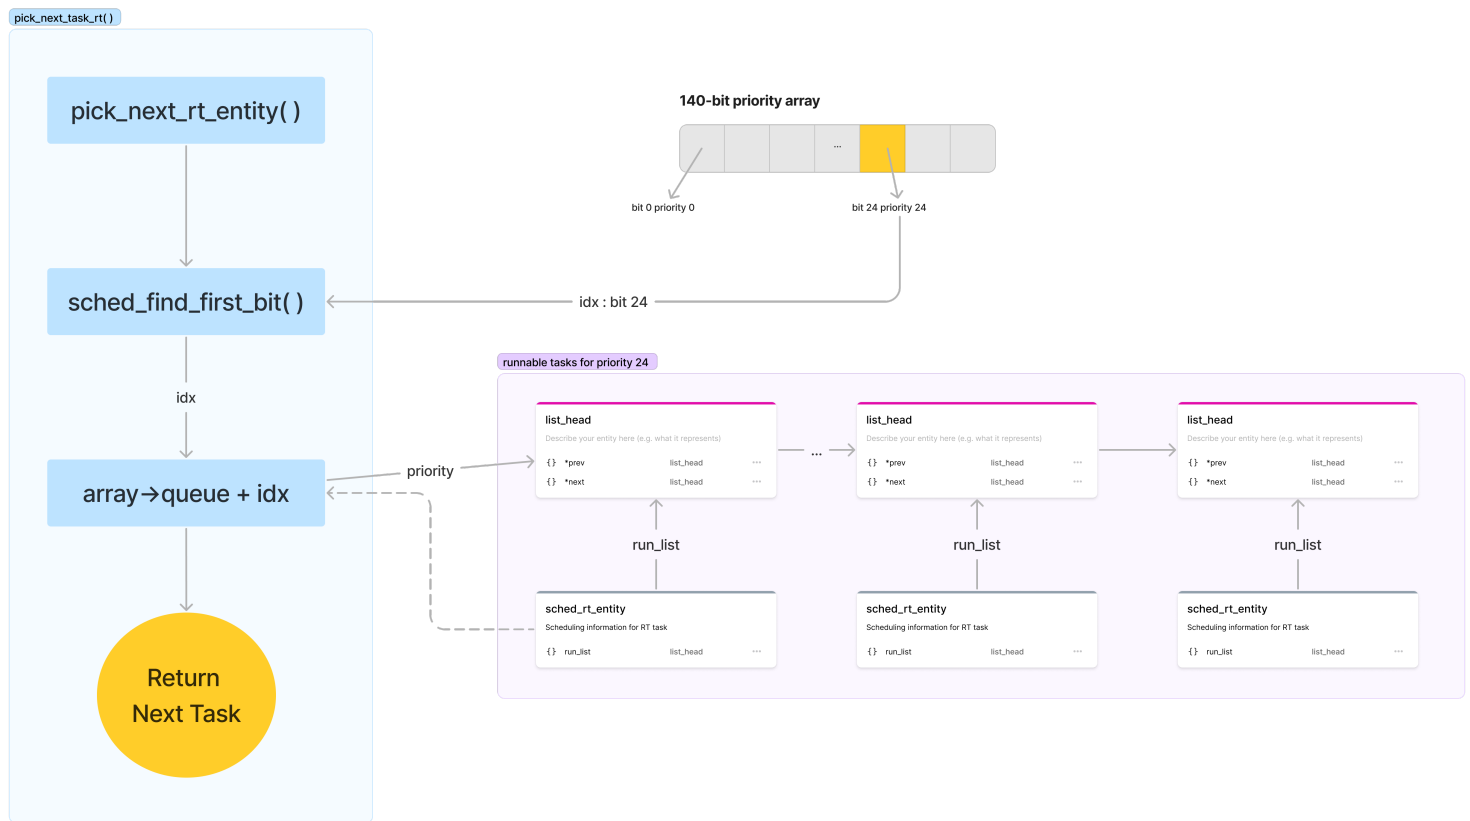 pick_next_task_rt( )
pick_next_rt_entity( )
140-bit priority array
...
bit 0 priority 0
bit 24 priority 24
sched_find_first_bit( )
idx : bit 24
idx
array→queue + idx
priority
Return
Next Task
runnable tasks for priority 24
list_head
Describe your entity here (e.g. what it represents)
{} *prev list_head ...
{} *next list_head ...
...
list_head
Describe your entity here (e.g. what it represents)
{} *prev list_head ...
{} *next list_head ...
list_head
Describe your entity here (e.g. what it represents)
{} *prev list_head ...
{} *next list_head ...
run_list
run_list
run_list
sched_rt_entity
Scheduling information for RT task
{} run_list list_head ...
sched_rt_entity
Scheduling information for RT task
{} run_list list_head ...
sched_rt_entity
Scheduling information for RT task
{} run_list list_head ...